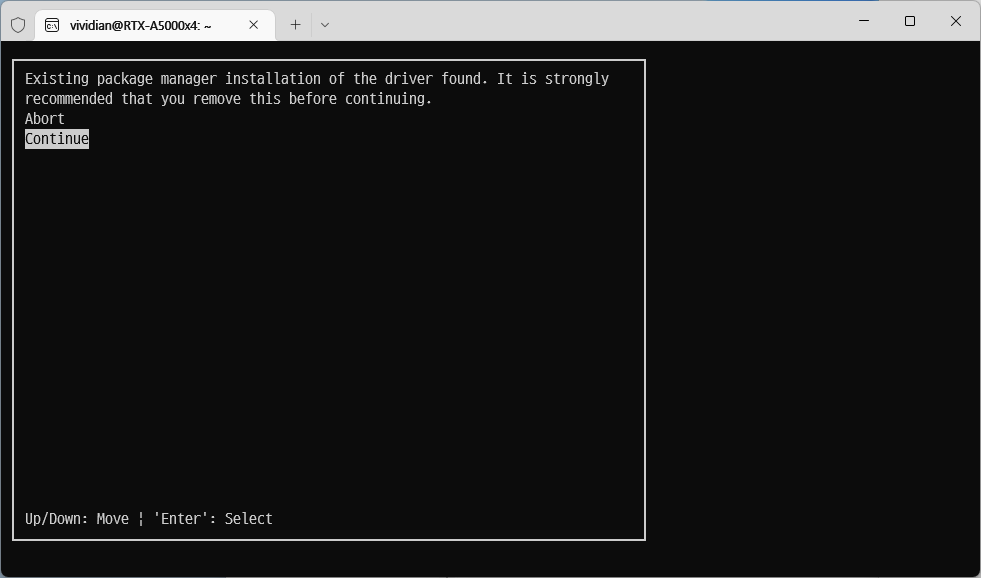 vividian@RTX-A5000x4: ~
Existing package manager installation of the driver found. It is strongly
recommended that you remove this before continuing.
Abort
Continue
Up/Down: Move ¦ 'Enter': Select